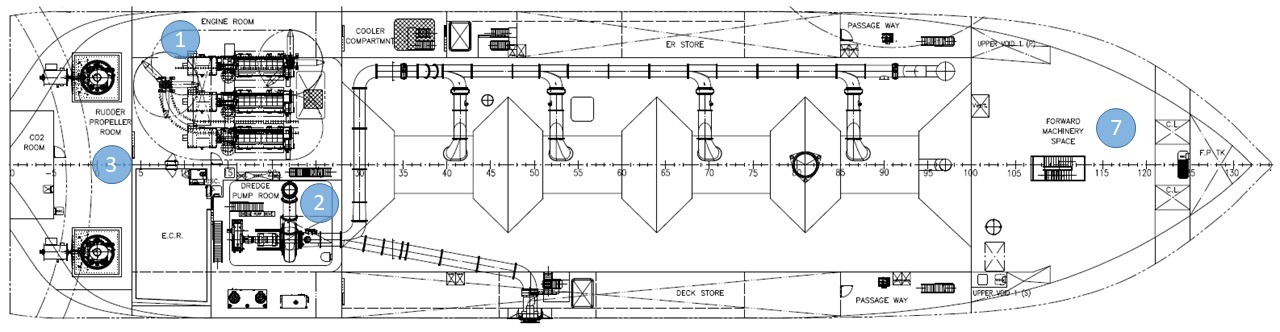 ENGINE ROOM
1
COOLER
COMPARTMNT
ER STORE
PASSAGE WAY
UPPER VOID 1 (P)
RUDDER
PROPELLER
ROOM
CO2
ROOM
3
FORWARD
MACHINERY
SPACE
7
C.L.
F.P TK
-5
5
35
40
45
50
55
60
65
70
75
80
85
90
95
100
105
110
115
120
125
130
DREDGE
PUMP ROOM
2
S
C.L.
E.C.R.
DECK STORE
PASSAGE WAY
UPPER VOID 1 (S)